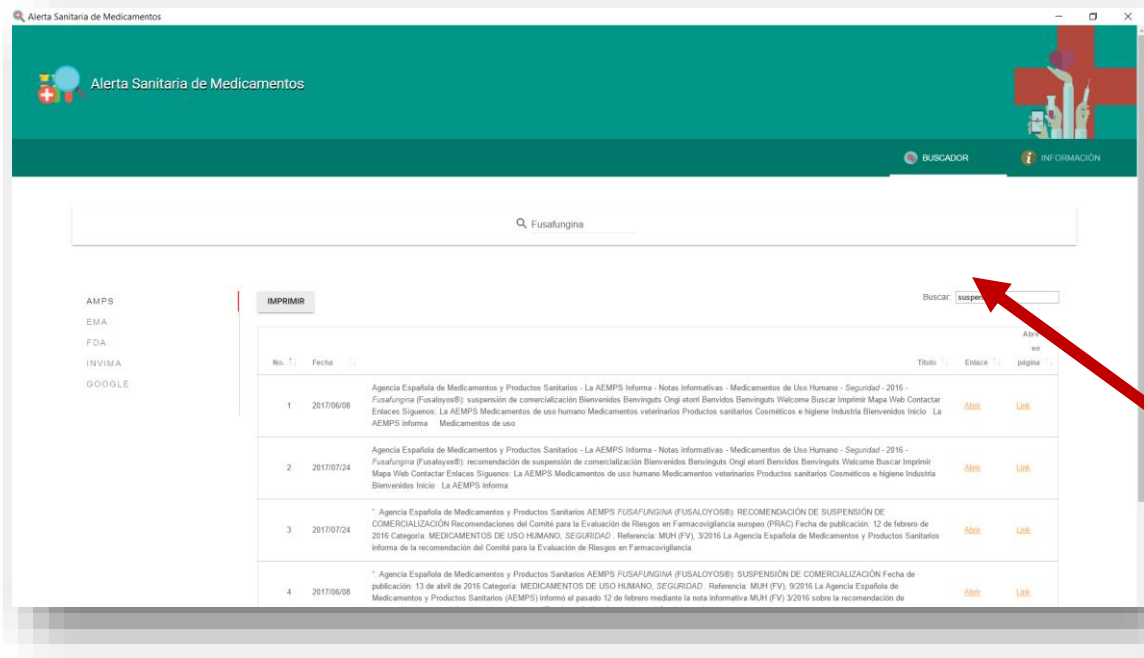 Alerta Sanitaria de Medicamentos
Alerta Sanitaria de Medicamentos
BUSCADOR
INFORMACIÓN
Fusafungina
AMPS
EMA
FDA
INVIMA
GOOGLE
IMPRIMIR
Buscar:
No. Fecha Título Enlace Abrir en página
1 2017/06/08
Agencia Española de Medicamentos y Productos Sanitarios - La AEMPS Informa - Notas informativas - Medicamentos de Uso Humano - Seguridad - 2016 -
Fusafungina (Fusaloyos®): suspensión de comercialización Bienvenidos Benvinguts Ongi etorri Benvidos Benvinguts Welcome Buscar Imprimir Mapa Web Contactar
Enlaces Síguenos: La AEMPS Medicamentos de uso humano Medicamentos veterinarios Productos sanitarios Cosméticos e higiene Industria Bienvenidos Inicio La
AEMPS informa Medicamentos de uso
Abrir Link
2 2017/07/24
Agencia Española de Medicamentos y Productos Sanitarios - La AEMPS Informa - Notas informativas - Medicamentos de Uso Humano - Seguridad - 2016 -
Fusafungina (Fusaloyos®): recomendación de suspensión de comercialización Bienvenidos Benvinguts Ongi etorri Benvidos Benvinguts Welcome Buscar Imprimir
Mapa Web Contactar Enlaces Síguenos: La AEMPS Medicamentos de uso humano Medicamentos veterinarios Productos sanitarios Cosméticos e higiene Industria
Bienvenidos Inicio La AEMPS informa
Abrir Link
3 2017/07/24
". Agencia Española de Medicamentos y Productos Sanitarios AEMPS FUSAFUNGINA (FUSALOYOS®): RECOMENDACIÓN DE SUSPENSIÓN DE
COMERCIALIZACIÓN Recomendaciones del Comité para la Evaluación de Riesgos en Farmacovigilancia europeo (PRAC) Fecha de publicación: 12 de febrero de
2016 Categoría: MEDICAMENTOS DE USO HUMANO, SEGURIDAD . Referencia: MUH (FV), 3/2016 La Agencia Española de Medicamentos y Productos Sanitarios
informa de la recomendación del Comité para la Evaluación de Riesgos en Farmacovigilancia
Abrir Link
4 2017/06/08
". Agencia Española de Medicamentos y Productos Sanitarios AEMPS FUSAFUNGINA (FUSALOYOS®): SUSPENSIÓN DE COMERCIALIZACIÓN Fecha de
publicación: 13 de abril de 2016 Categoría: MEDICAMENTOS DE USO HUMANO, SEGURIDAD . Referencia: MUH (FV), 9/2016 La Agencia Española de
Medicamentos y Productos Sanitarios (AEMPS) informó el pasado 12 de febrero mediante la nota informativa MUH (FV) 3/2016 sobre la recomendación de
Abrir Link